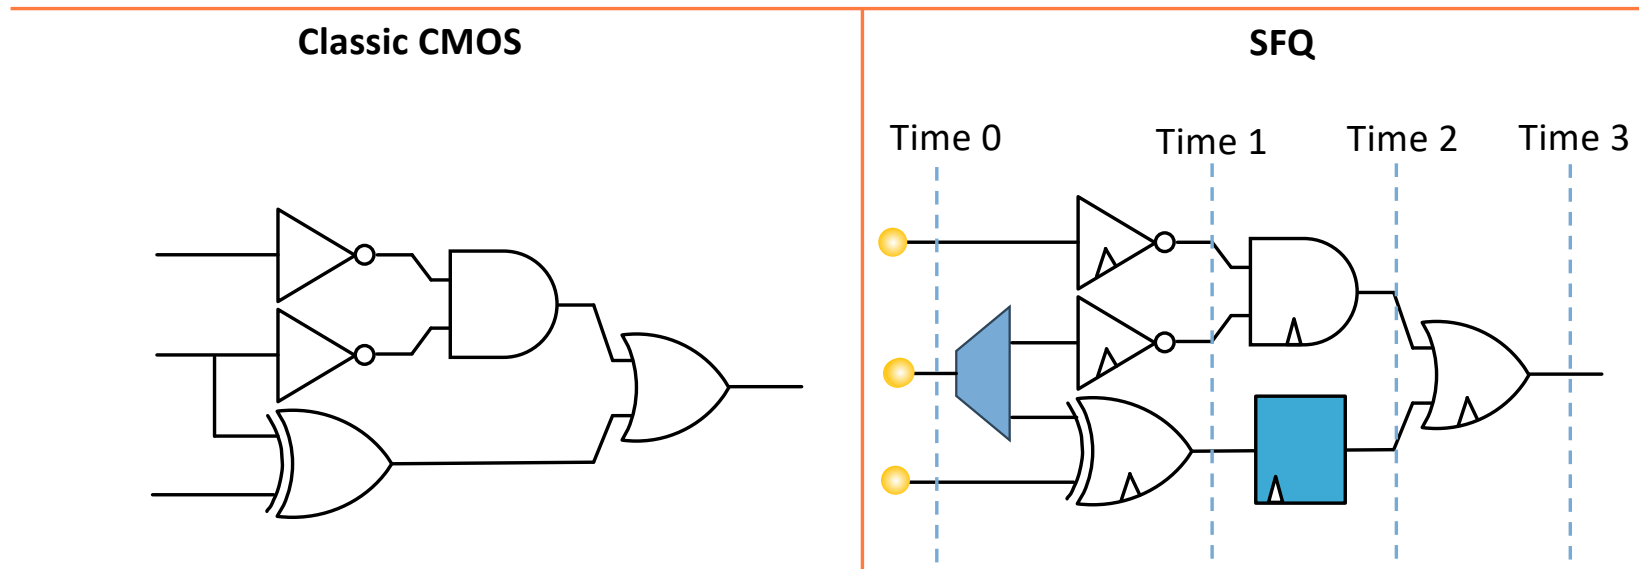 Classic CMOS
SFQ
Time 0
Time 1
Time 2
Time 3